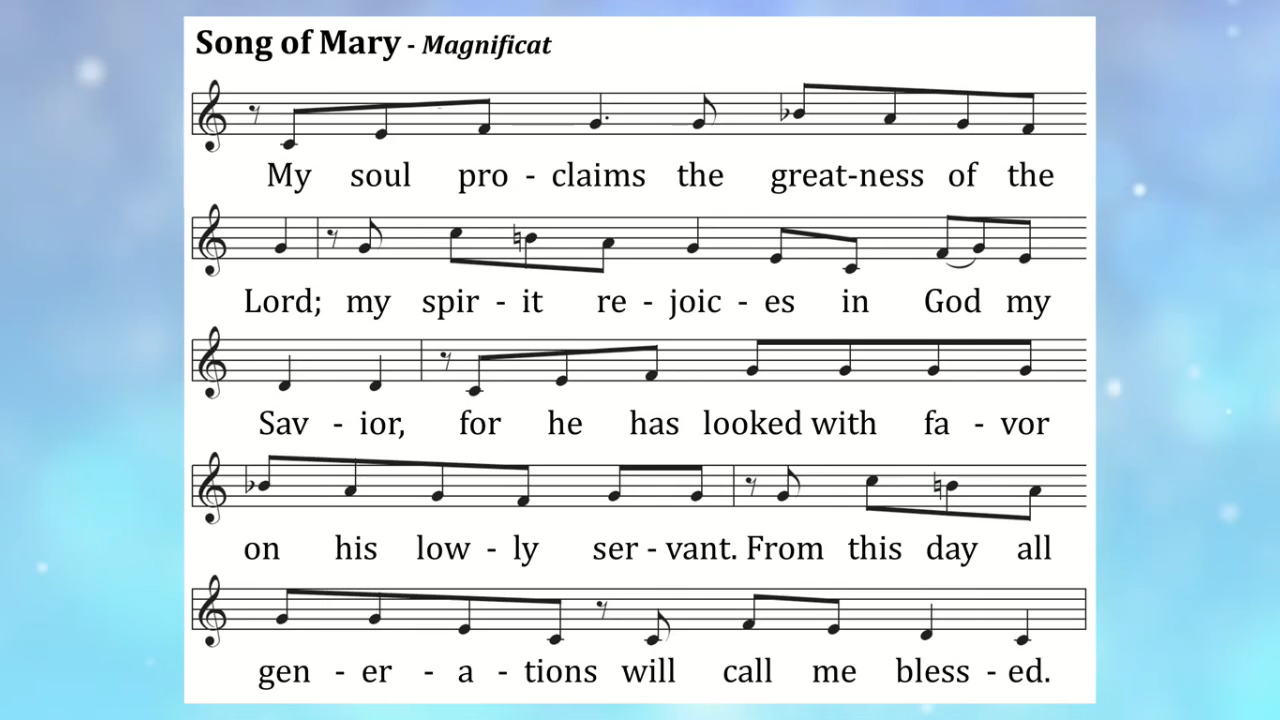 Song of Mary - Magnificat
My soul pro - claims the great-ness of the
Lord; my spir - it re - joic - es in God my
Sav - ior, for he has looked with fa - vor
on his low - ly ser - vant. From this day all
gen - er - a - tions will call me bless - ed.